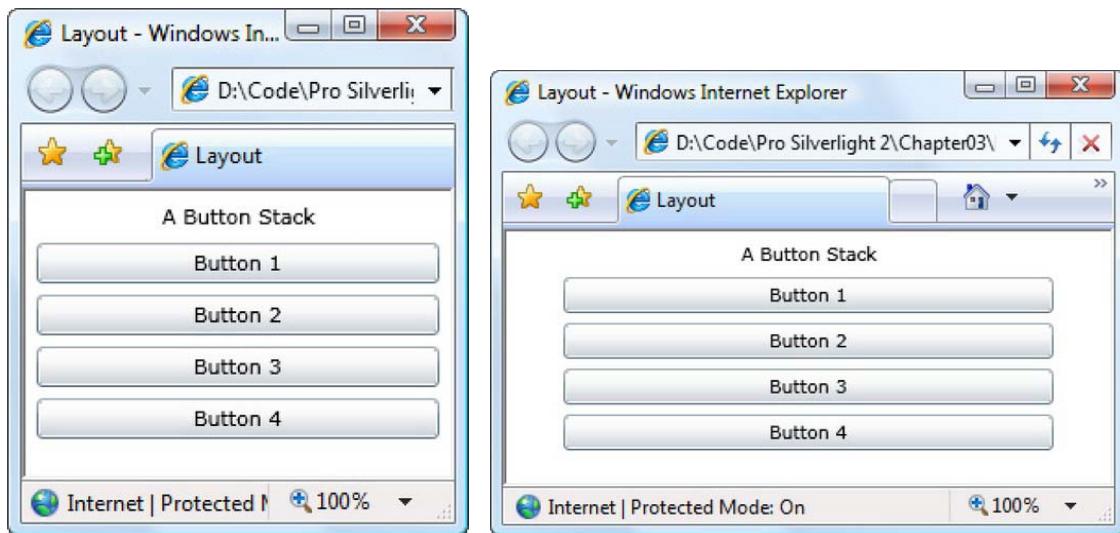 Layout - Windows In...
D:\Code\Pro Silverli
Layout
A Button Stack
Button 1
Button 2
Button 3
Button 4
Internet | Protected
100%
Layout - Windows Internet Explorer
D:\Code\Pro Silverlight 2\Chapter03\
Layout
A Button Stack
Button 1
Button 2
Button 3
Button 4
Internet | Protected Mode: On
100%